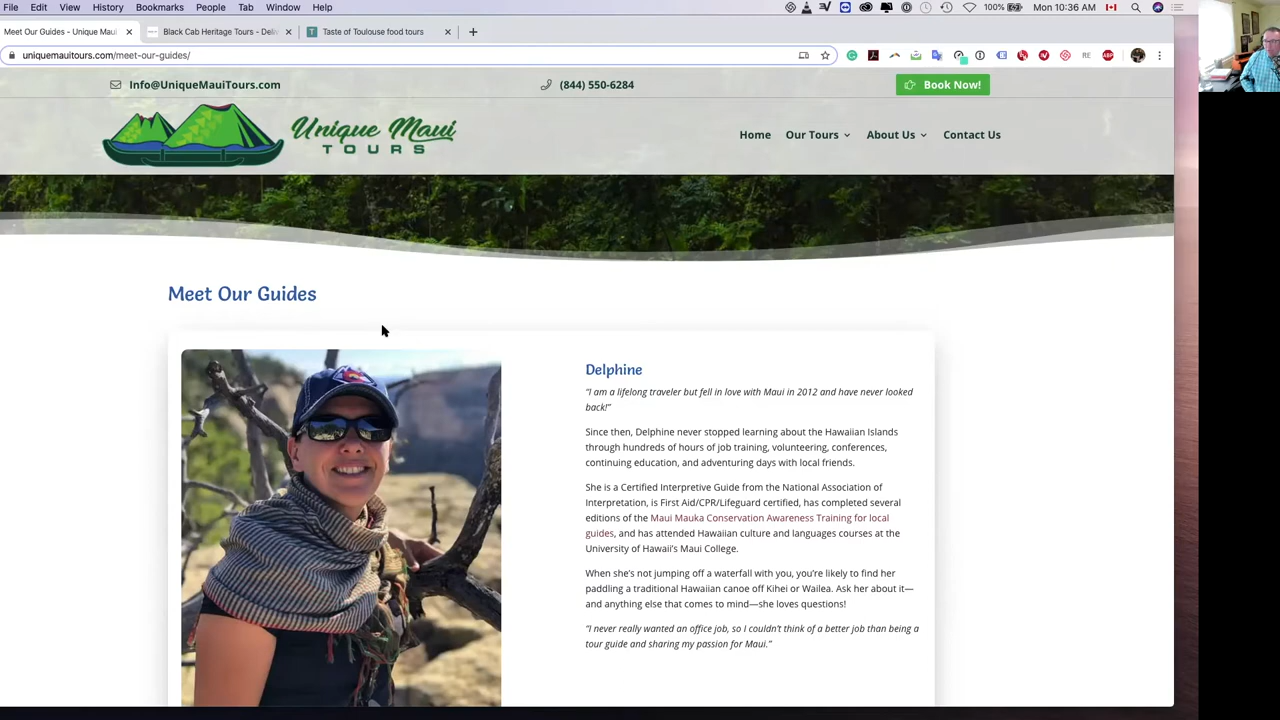 File Edit View History Bookmarks People Tab Window Help 100% Mon 10:36 AM
Meet Our Guides - Unique Maui Black Cab Heritage Tours - Deliv Taste of Toulouse food tours
uniquemauitours.com/meet-our-guides/
Info@UniqueMauiTours.com (844) 550-6284 Book Now!
Unique Maui
TOURS
Home Our Tours About Us Contact Us
Meet Our Guides
Delphine
“I am a lifelong traveler but fell in love with Maui in 2012 and have never looked
back!”
Since then, Delphine never stopped learning about the Hawaiian Islands
through hundreds of hours of job training, volunteering, conferences,
continuing education, and adventuring days with local friends.
She is a Certified Interpretive Guide from the National Association of
Interpretation, is First Aid/CPR/Lifeguard certified, has completed several
editions of the Maui Mauka Conservation Awareness Training for local
guides, and has attended Hawaiian culture and languages courses at the
University of Hawaii’s Maui College.
When she’s not jumping off a waterfall with you, you’re likely to find her
paddling a traditional Hawaiian canoe off Kihei or Wailea. Ask her about it—
and anything else that comes to mind—she loves questions!
“I never really wanted an office job, so I couldn’t think of a better job than being a
tour guide and sharing my passion for Maui.”